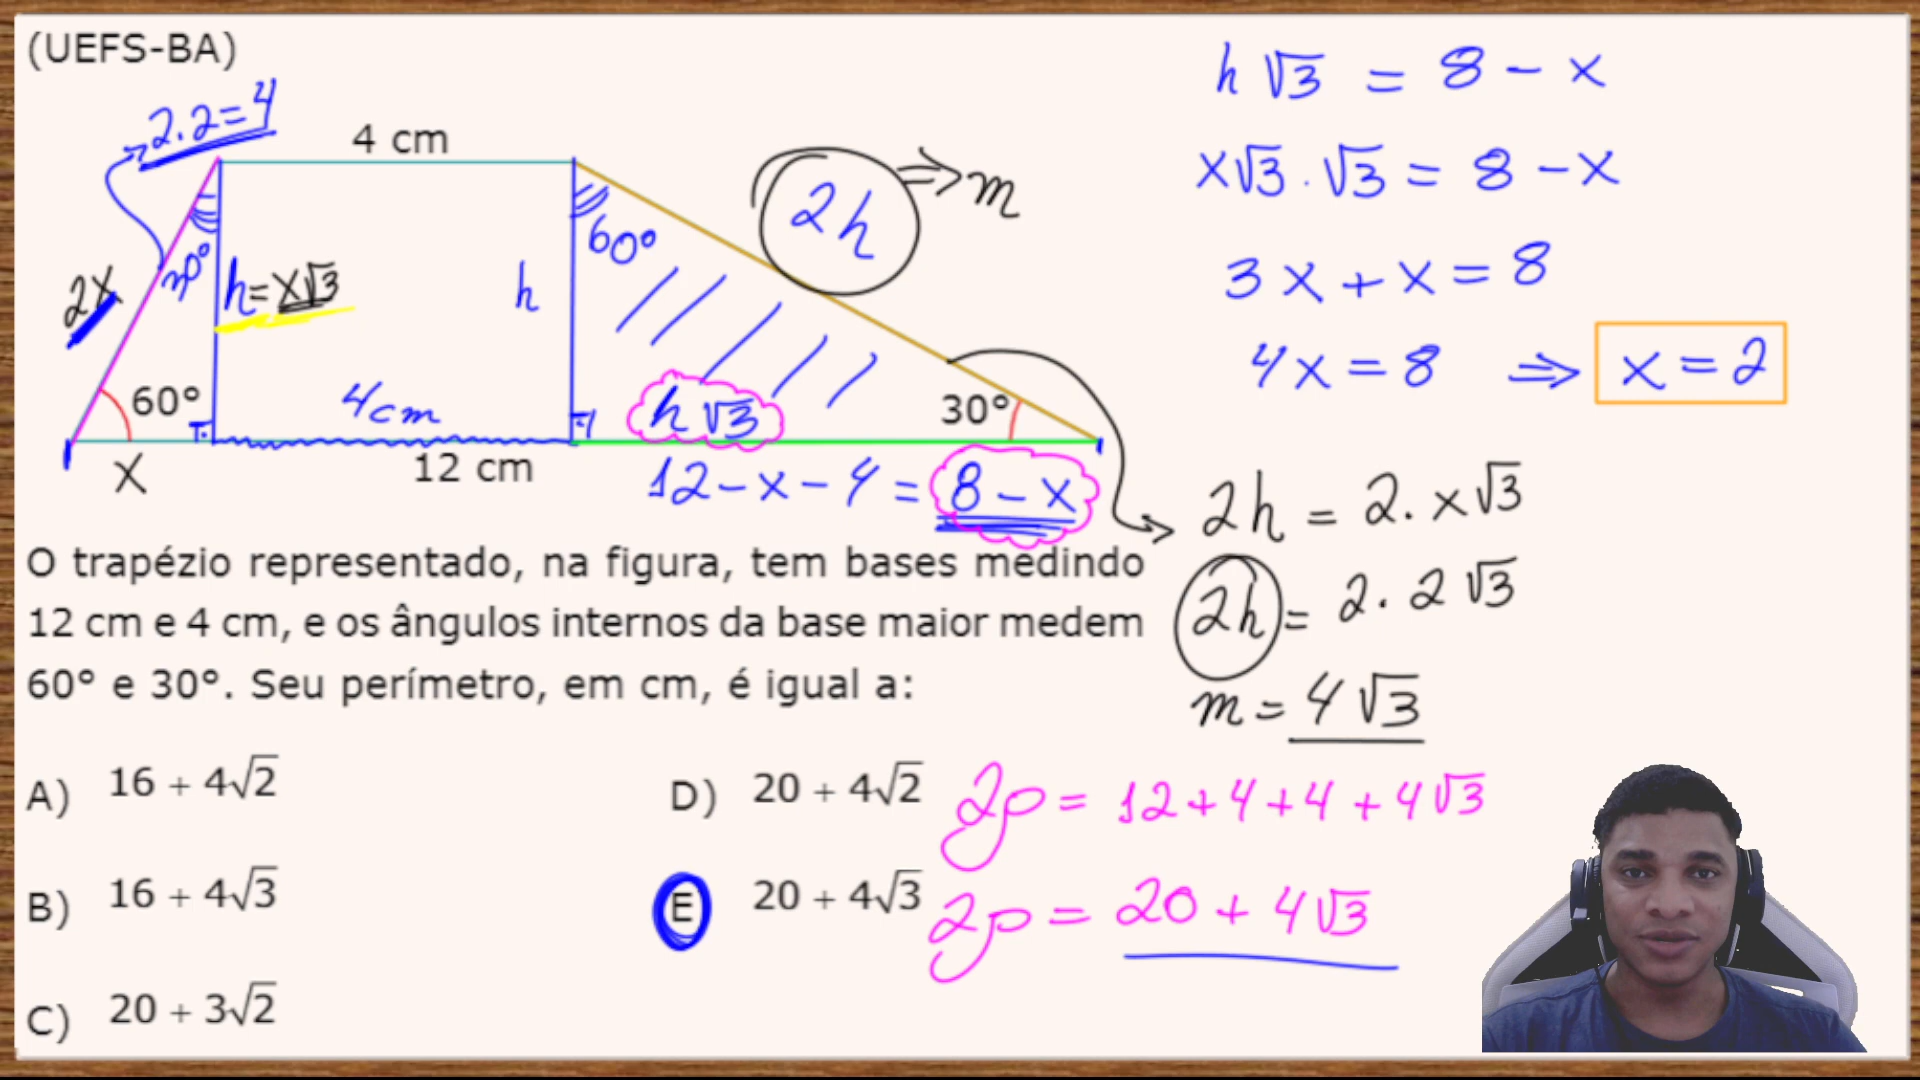 (UEFS-BA)
2.2=4
4 cm
2h ⇒ m
30°
60°
2x
h=x√3
h
60°
4cm
h√3
30°
x
12 cm
12-x-4 = 8-x
h√3 = 8-x
x√3.√3 = 8-x
3x+x=8
4x=8 ⇒ x=2
2h = 2.x√3
2h = 2.2√3
m = 4√3
O trapézio representado, na figura, tem bases medindo
12 cm e 4 cm, e os ângulos internos da base maior medem
60° e 30°. Seu perímetro, em cm, é igual a:
A) 16 + 4√2
B) 16 + 4√3
C) 20 + 3√2
D) 20 + 4√2
E 20 + 4√3
2p = 12+4+4+4√3
2p = 20+4√3